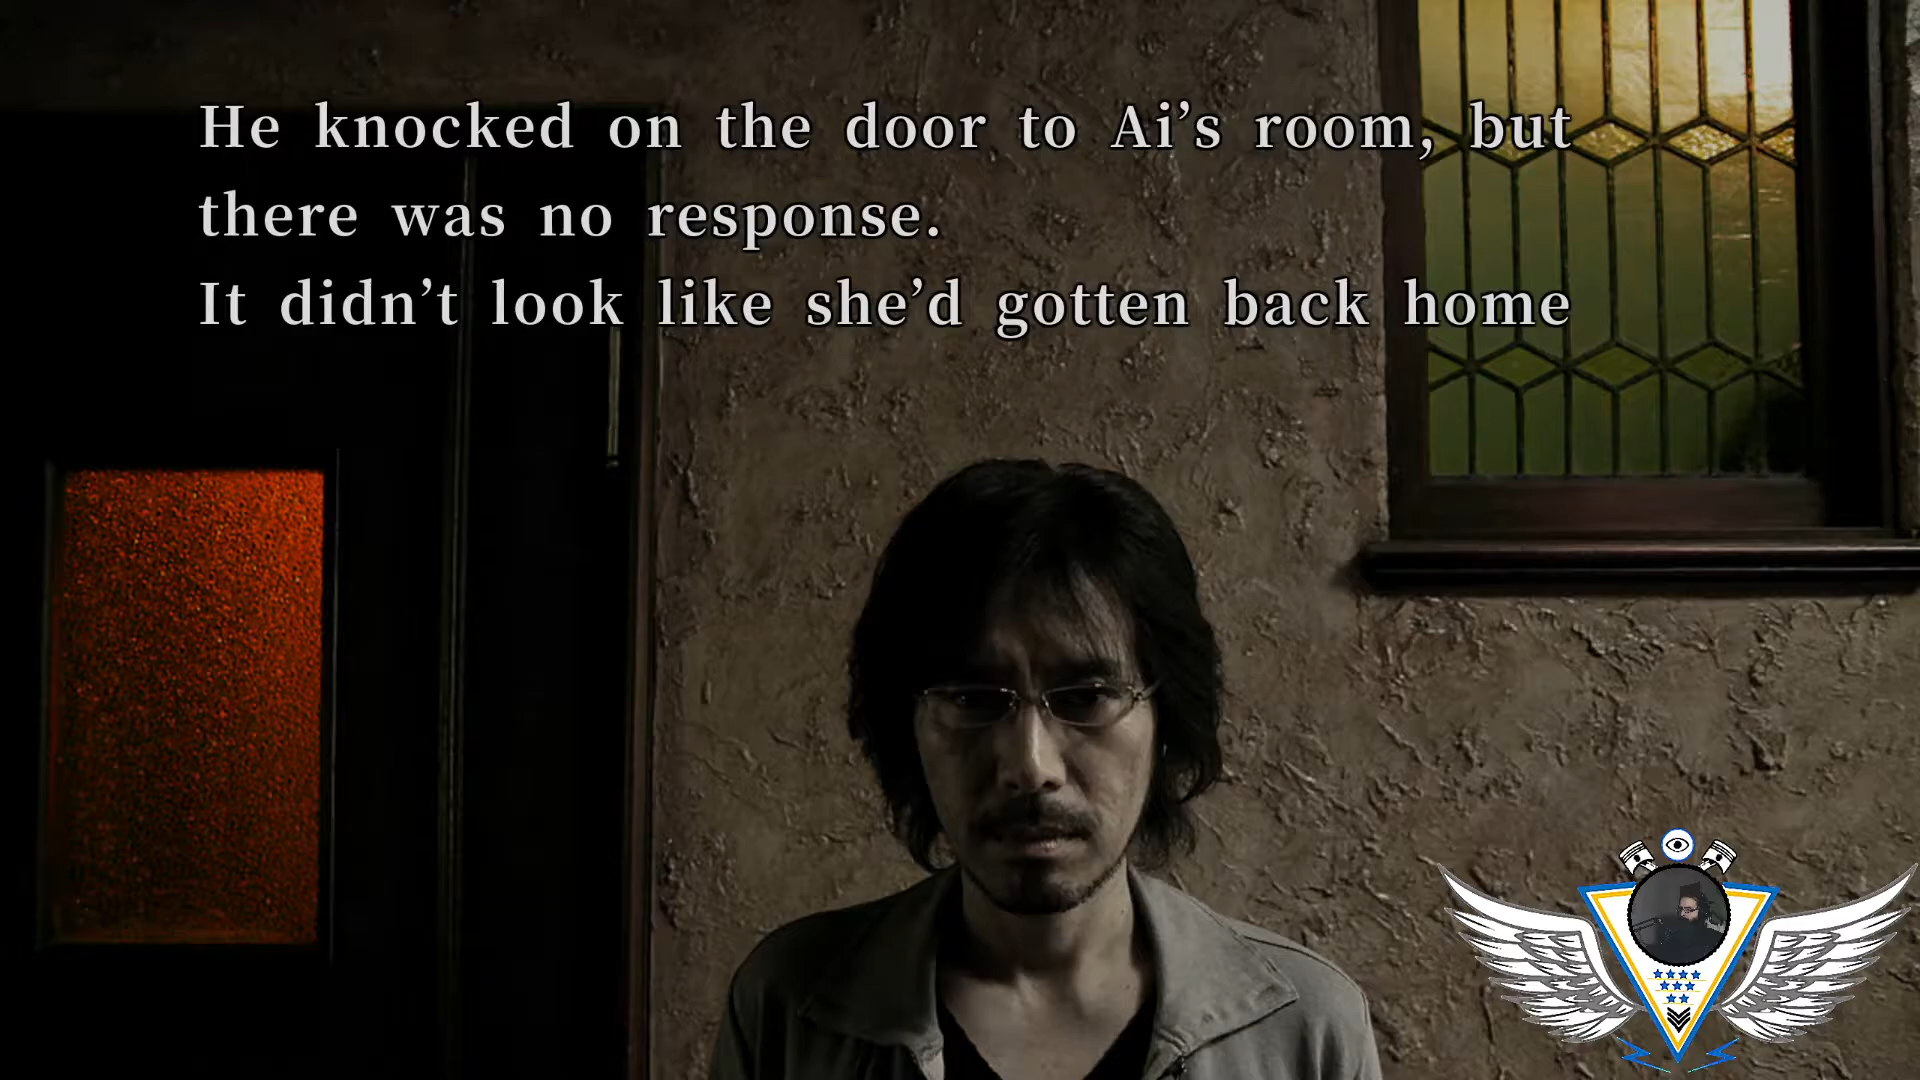 He knocked on the door to Ai’s room, but
there was no response.
It didn’t look like she’d gotten back home